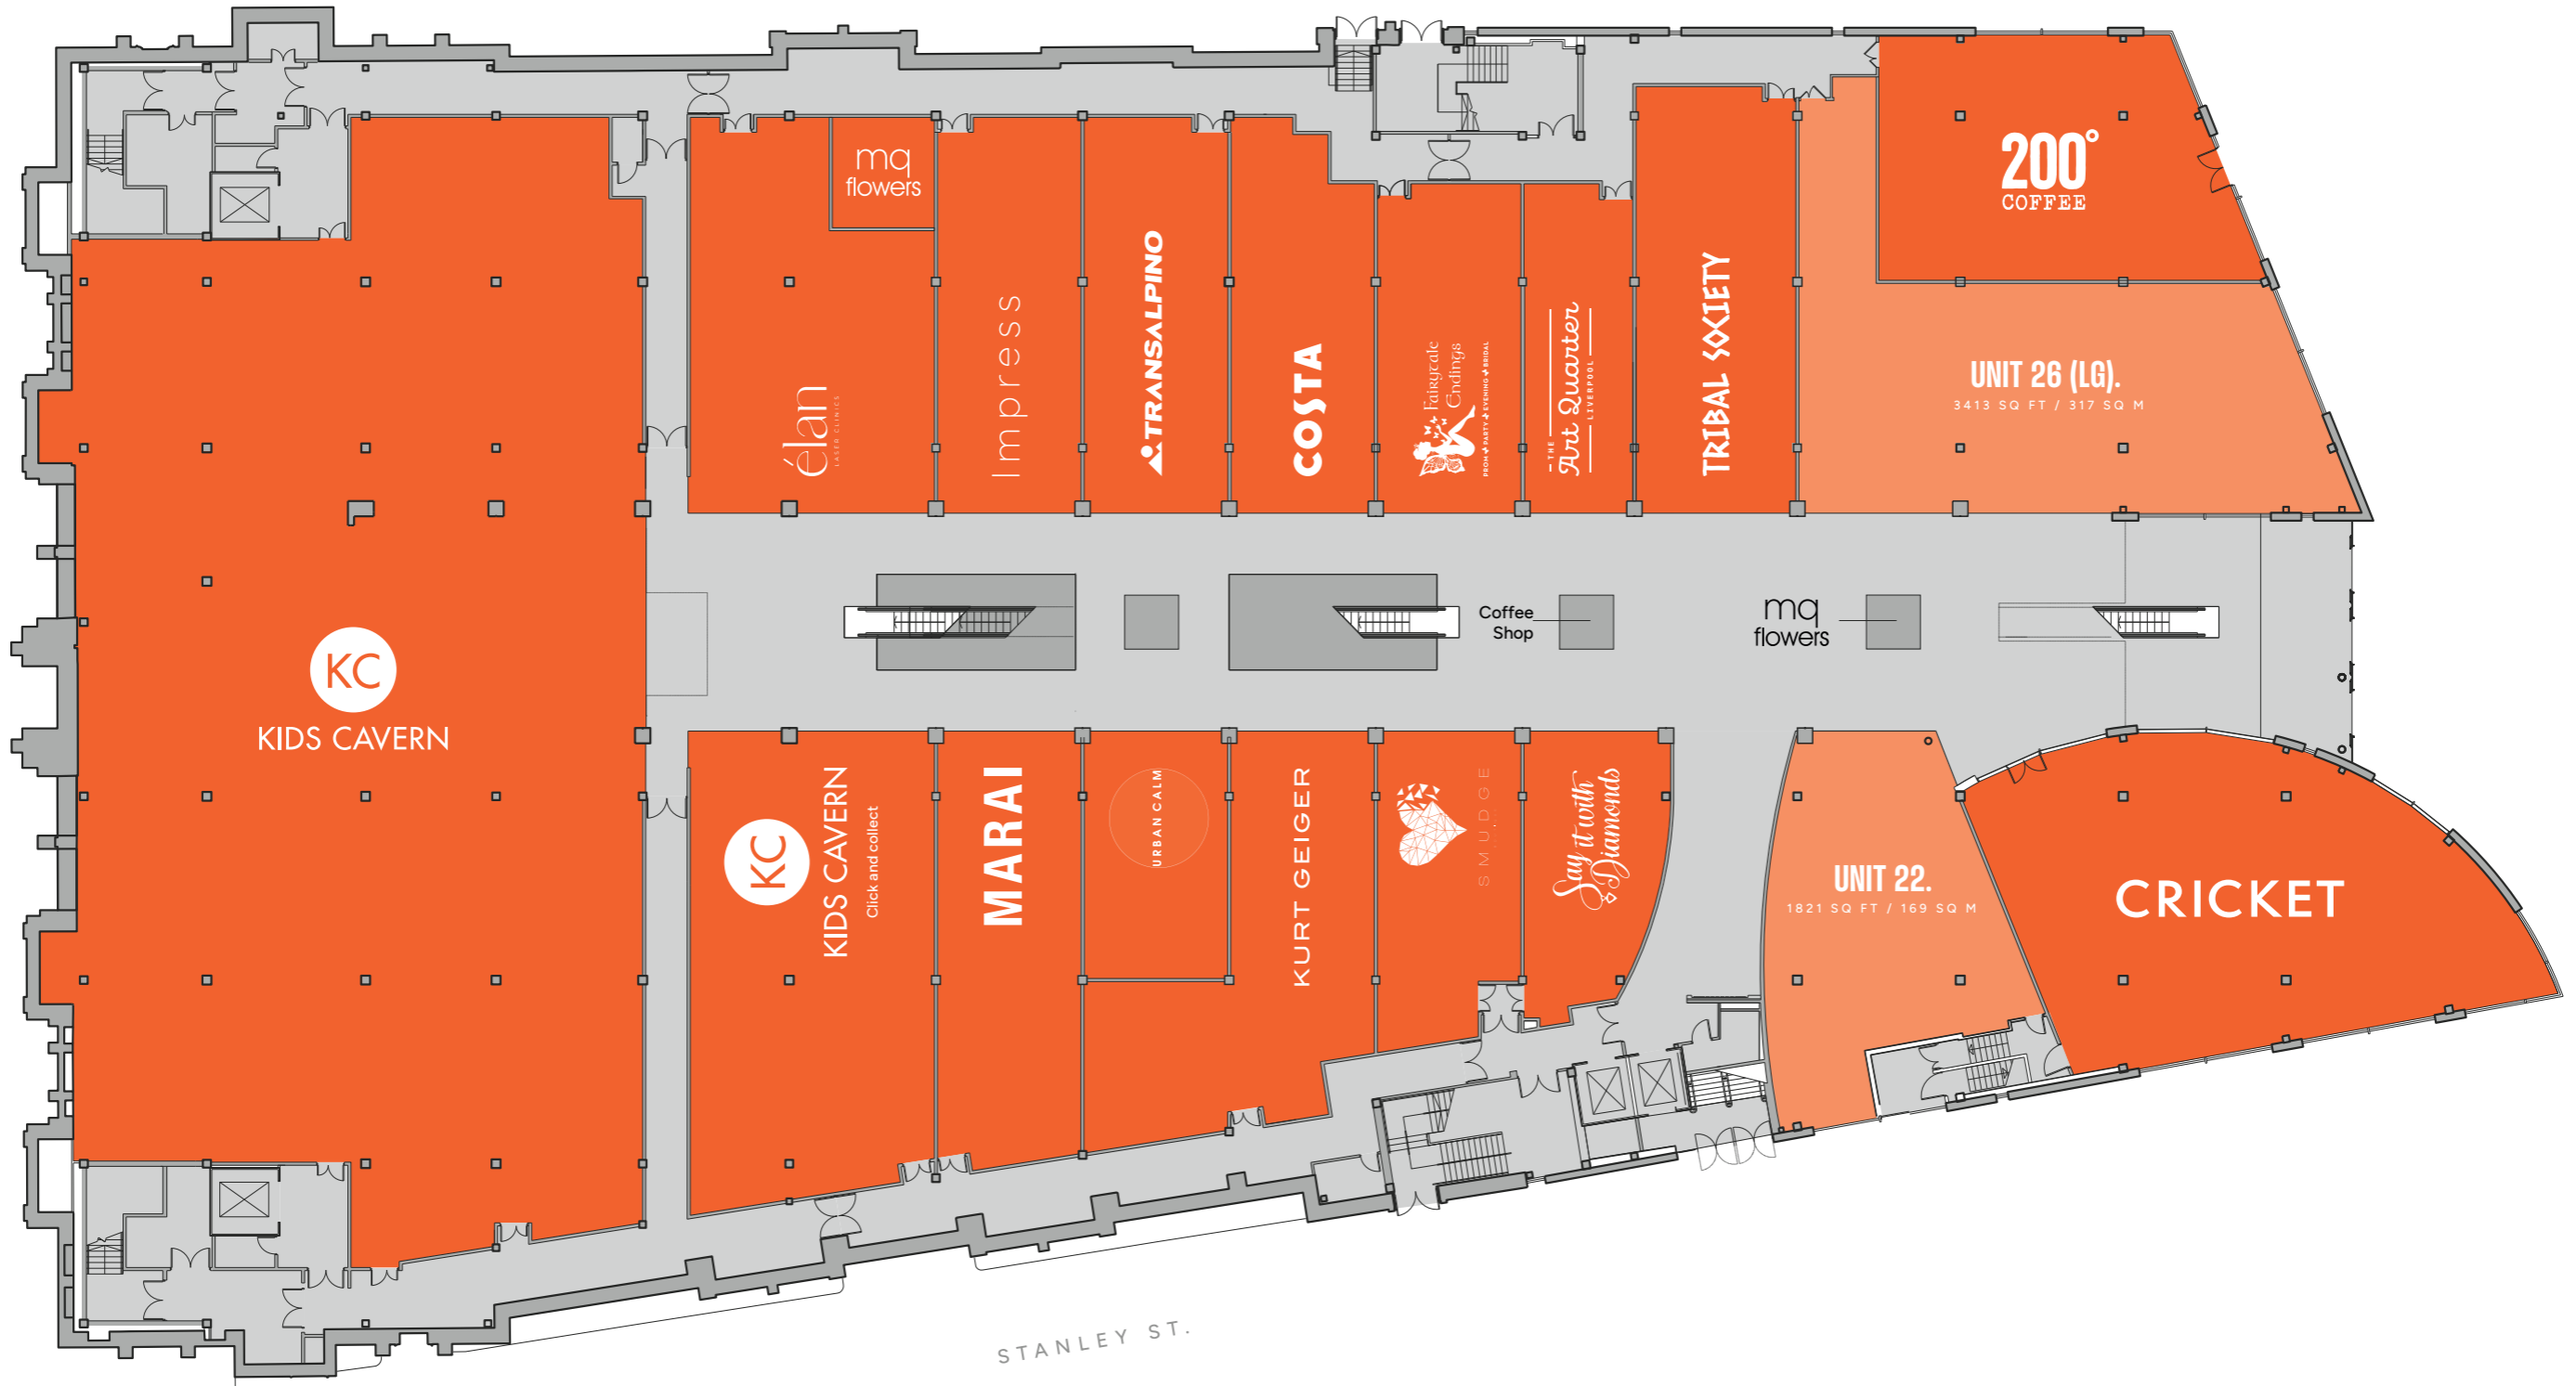 mq
flowers
200°
COFFEE
élan
LASER CLINICS
Impress
TRANSALPINO
COSTA
Fairytale
Endings
FROM PARTY EVENING BRIDAL
THE
Art Quarter
LIVERPOOL
TRIBAL SOCIETY
UNIT 26 (LG).
3413 SQ FT / 317 SQ M
Coffee
Shop
mq
flowers
KC
KIDS CAVERN
KC
KIDS CAVERN
Click and collect
MARAI
URBAN CALM
KURT GEIGER
SMUDGE
Say it with
Diamonds
UNIT 22.
1821 SQ FT / 169 SQ M
CRICKET
STANLEY ST.